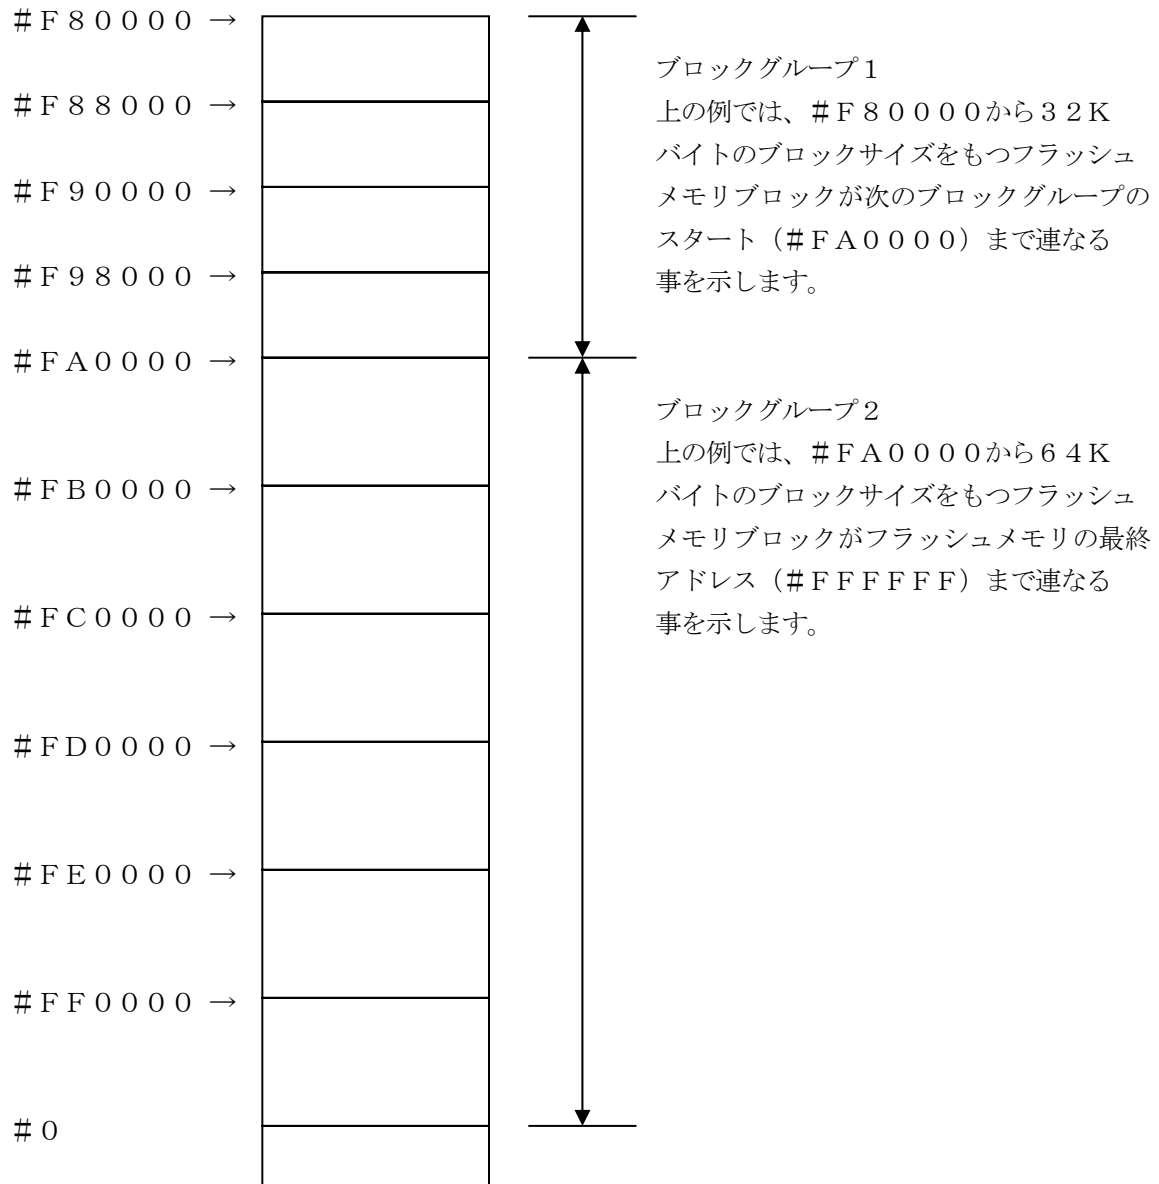 ＃Ｆ８００００ →
ブロックグループ１
＃Ｆ８８０００ →
上の例では、＃Ｆ８００００から３２Ｋ
バイトのブロックサイズをもつフラッシュ
＃Ｆ９００００ →
メモリブロックが次のブロックグループの
スタート（＃ＦＡ００００）まで連なる
＃Ｆ９８０００ →
事を示します。
＃ＦＡ００００ →
ブロックグループ２
上の例では、＃ＦＡ００００から６４Ｋ
＃ＦＢ００００ →
バイトのブロックサイズをもつフラッシュ
メモリブロックがフラッシュメモリの最終
アドレス（＃ＦＦＦＦＦＦ）まで連なる
＃ＦＣ００００ →
事を示します。
＃ＦＤ００００ →
＃ＦＥ００００ →
＃ＦＦ００００ →
＃０